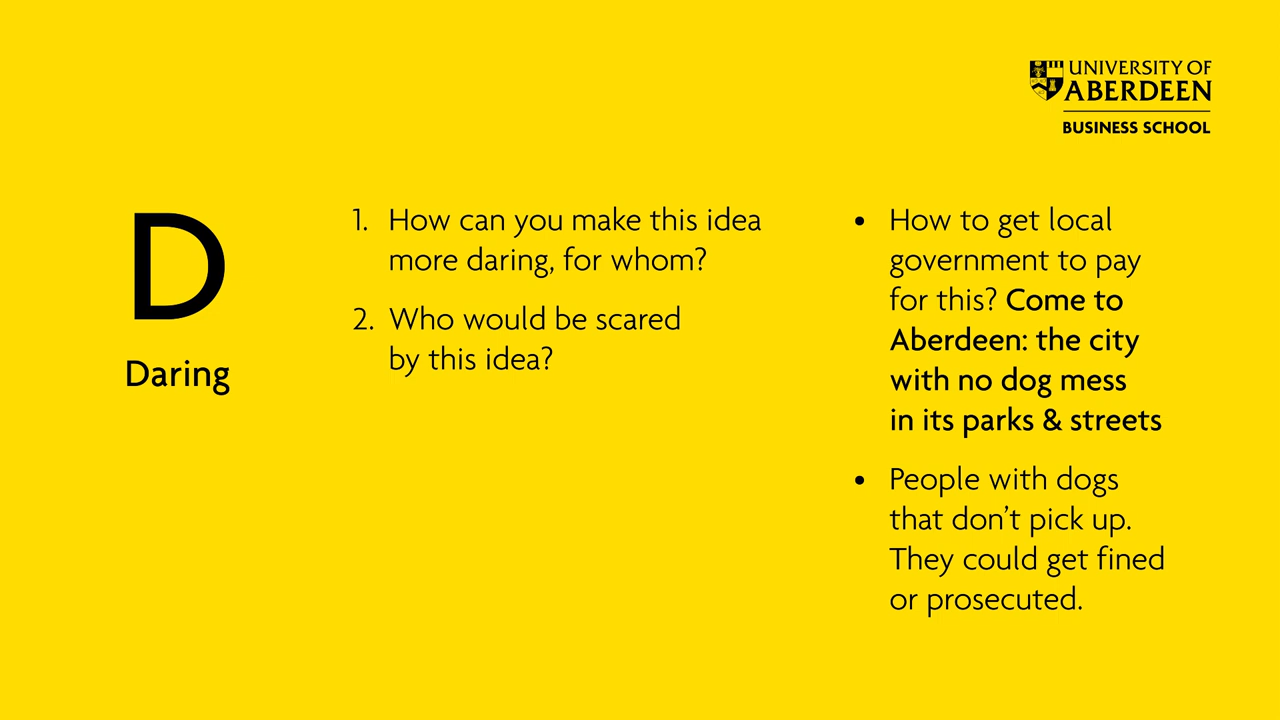 UNIVERSITY OF
ABERDEEN
BUSINESS SCHOOL
D
Daring
1. How can you make this idea
more daring, for whom?
2. Who would be scared
by this idea?
• How to get local
government to pay
for this? Come to
Aberdeen: the city
with no dog mess
in its parks & streets
• People with dogs
that don’t pick up.
They could get fined
or prosecuted.